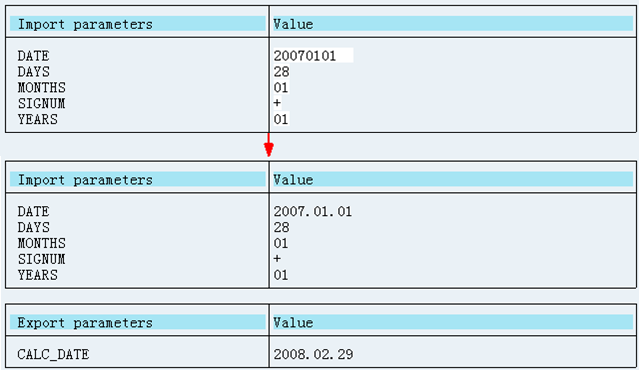 Import parameters Value
DATE 20070101
DAYS 28
MONTHS 01
SIGNUM +
YEARS 01
Import parameters Value
DATE 2007.01.01
DAYS 28
MONTHS 01
SIGNUM +
YEARS 01
Export parameters Value
CALC_DATE 2008.02.29